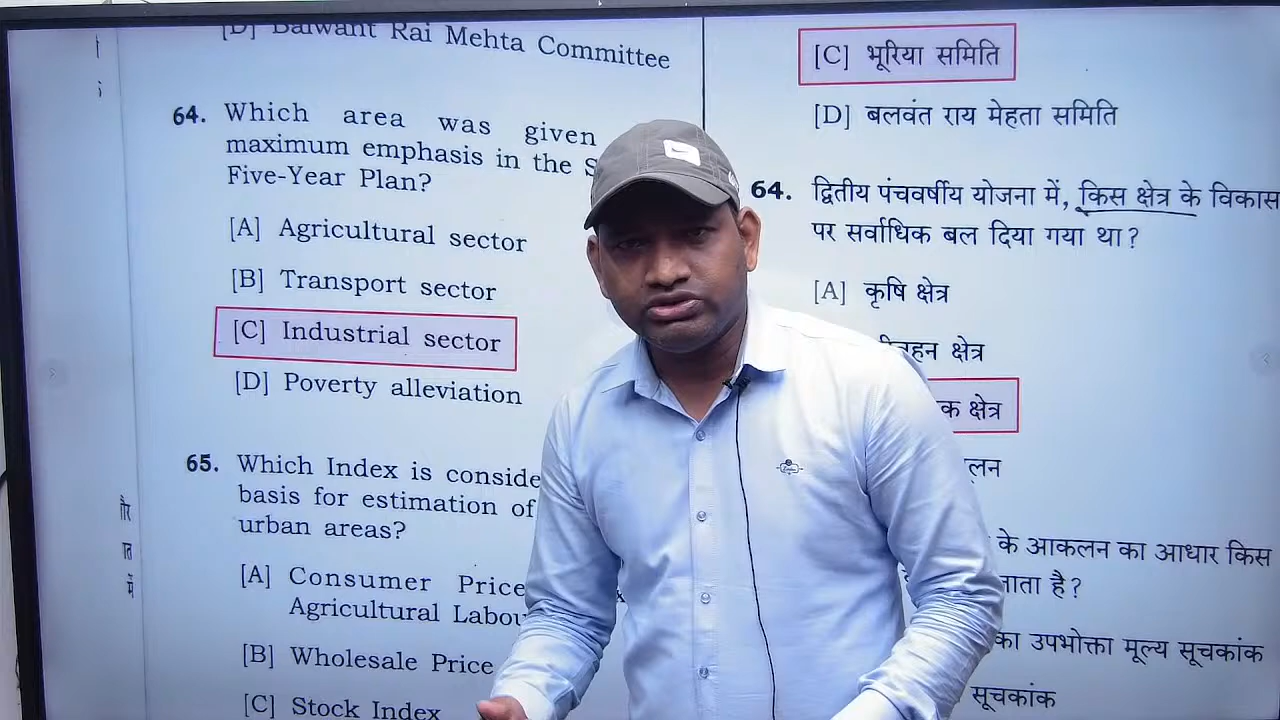 [D] Balwant Rai Mehta Committee
64. Which area was given
maximum emphasis in the S
Five-Year Plan?
[A] Agricultural sector
[B] Transport sector
[C] Industrial sector
[D] Poverty alleviation
65. Which Index is conside
basis for estimation of
urban areas?
[A] Consumer Price
Agricultural Labou
[B] Wholesale Price
[C] Stock Index
[C] भूरिया समिति
[D] बलवंत राय मेहता समिति
64. द्वितीय पंचवर्षीय योजना में, किस क्षेत्र के विकास
पर सर्वाधिक बल दिया गया था?
[A] कृषि क्षेत्र
क्षेत्र
क क्षेत्र
के आकलन का आधार किस
जाता है?
का उपभोक्ता मूल्य सूचकांक
सूचकांक